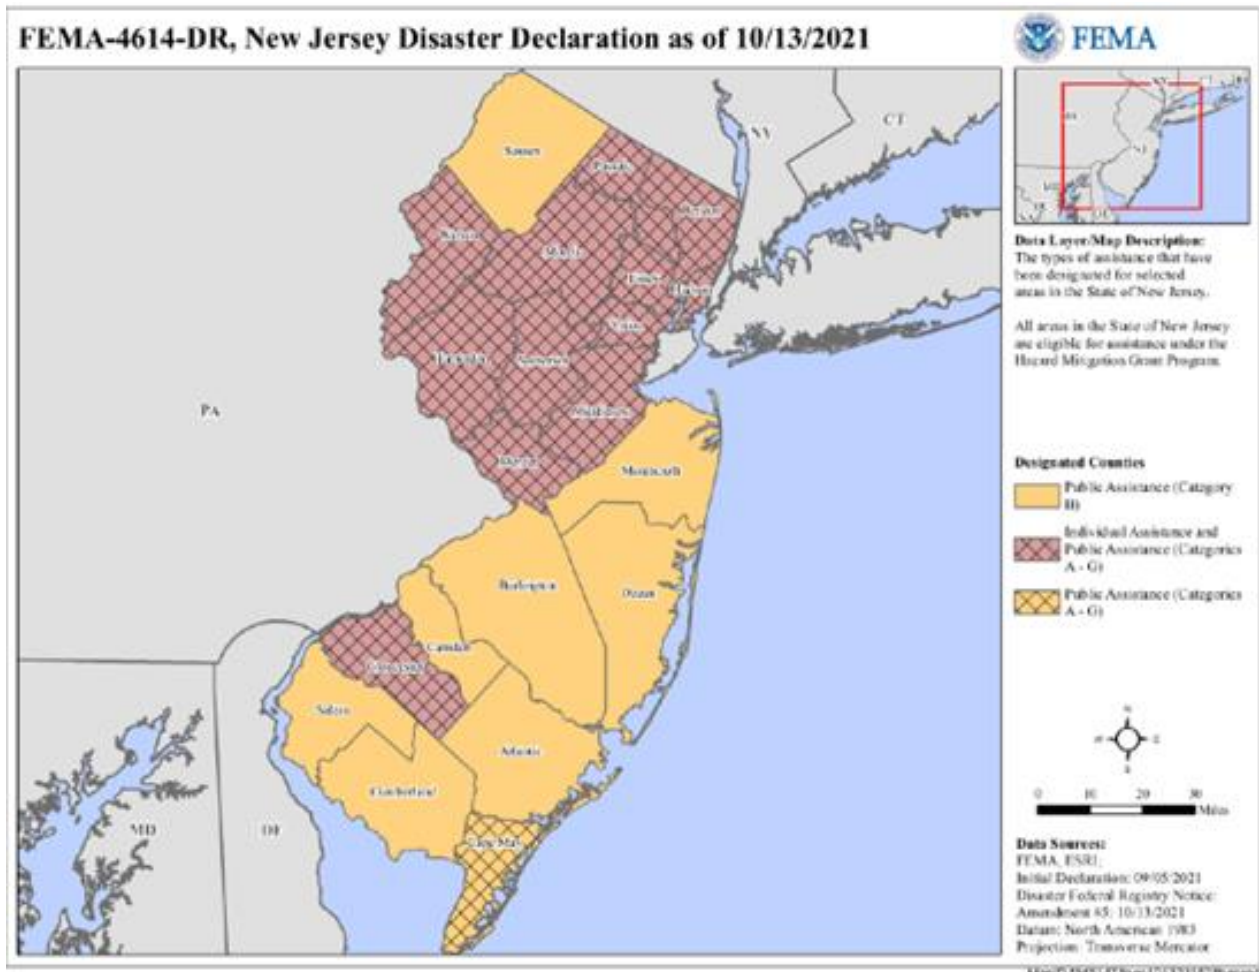 FEMA-4614-DR, New Jersey Disaster Declaration as of 10/13/2021
FEMA
NY
CT
PA
MD
DE
Sussex
Passaic
Bergen
Warren
Morris
Essex
Hudson
Union
Hunterdon
Somerset
Middlesex
Mercer
Monmouth
Burlington
Ocean
Camden
Gloucester
Salem
Atlantic
Cumberland
Cape May
Data Layer/Map Description:
The types of assistance that have
been designated for selected
areas in the State of New Jersey.
All areas in the State of New Jersey
are eligible for assistance under the
Hazard Mitigation Grant Program.
Designated Counties
Public Assistance (Category
B)
Individual Assistance and
Public Assistance (Categories
A - G)
Public Assistance (Categories
A - G)
N
W
E
S
0 10 20 30
Miles
Data Sources:
FEMA, ESRI;
Initial Declaration: 09/05/2021
Disaster Federal Registry Notice:
Amendment #5: 10/13/2021
Datum: North American 1983
Projection: Transverse Mercator